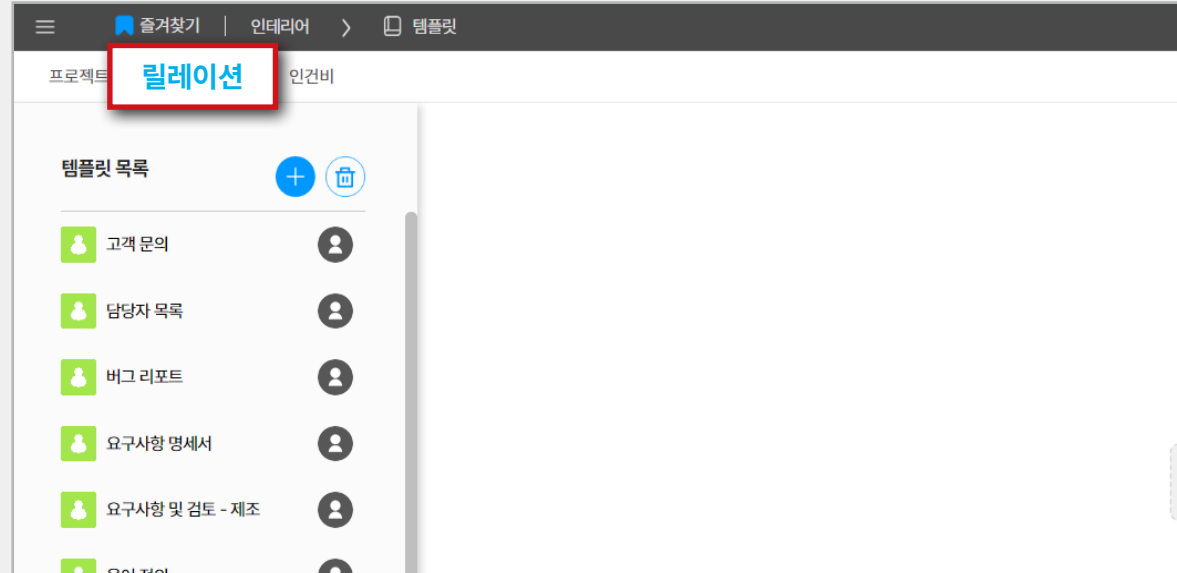 즐겨찾기 인테리어 템플릿
프로젝트 릴레이션 인건비
템플릿 목록
고객 문의
담당자 목록
버그 리포트
요구사항 명세서
요구사항 및 검토 - 제조